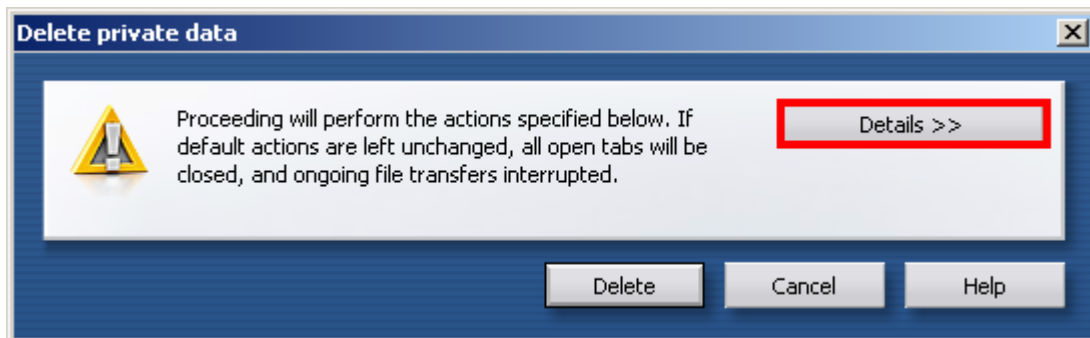 Delete private data
Proceeding will perform the actions specified below. If
default actions are left unchanged, all open tabs will be
closed, and ongoing file transfers interrupted.
Details >>
Delete
Cancel
Help